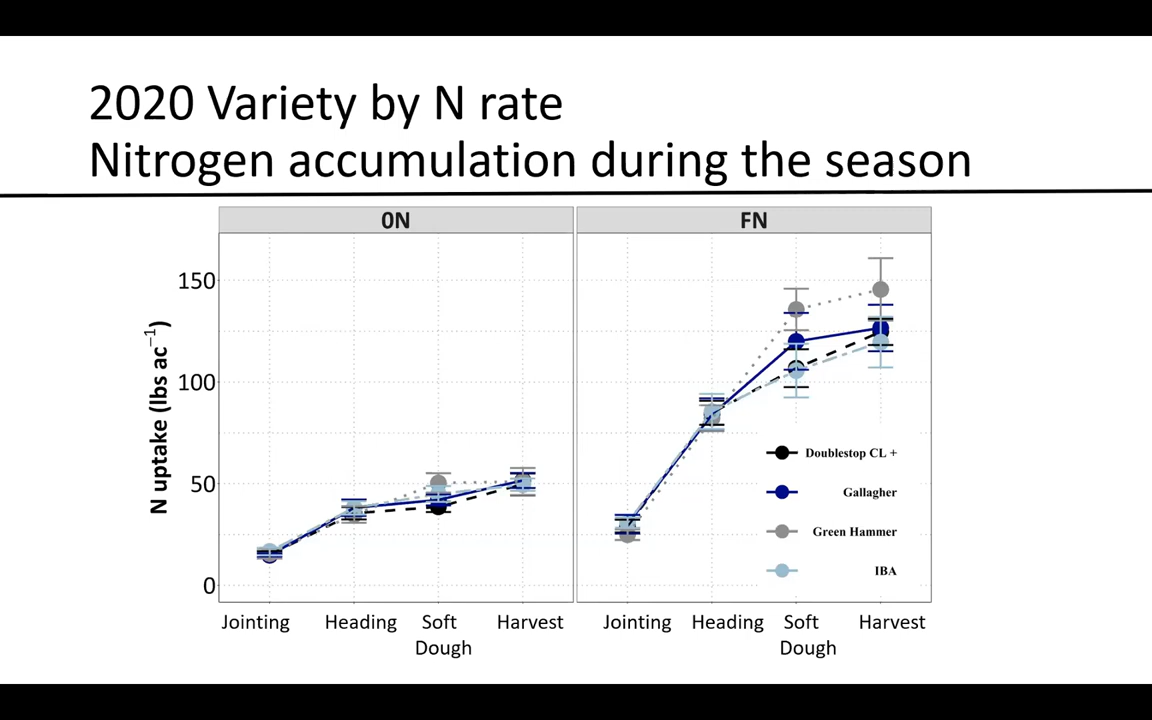 2020 Variety by N rate
Nitrogen accumulation during the season
0N
FN
150
100
50
0
N uptake (lbs ac⁻¹)
Doublestop CL +
Gallagher
Green Hammer
IBA
Jointing
Heading
Soft
Dough
Harvest
Jointing
Heading
Soft
Dough
Harvest